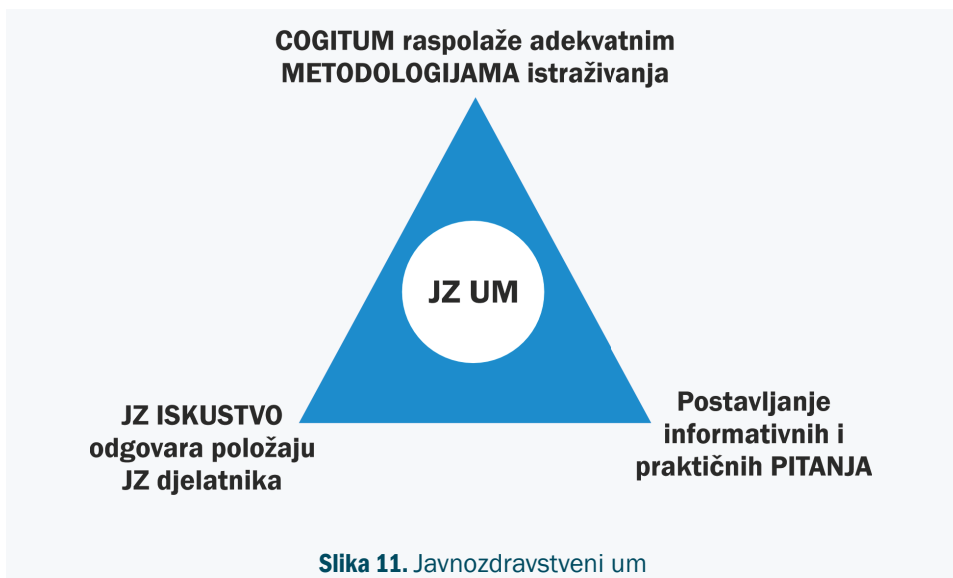 COGITUM raspolaže adekvatnim
METODOLOGIJAMA istraživanja
JZ UM
JZ ISKUSTVO
odgovara položaju
JZ djelatnika
Postavljanje
informativnih i
praktičnih PITANJA
Slika 11. Javnozdravstveni um